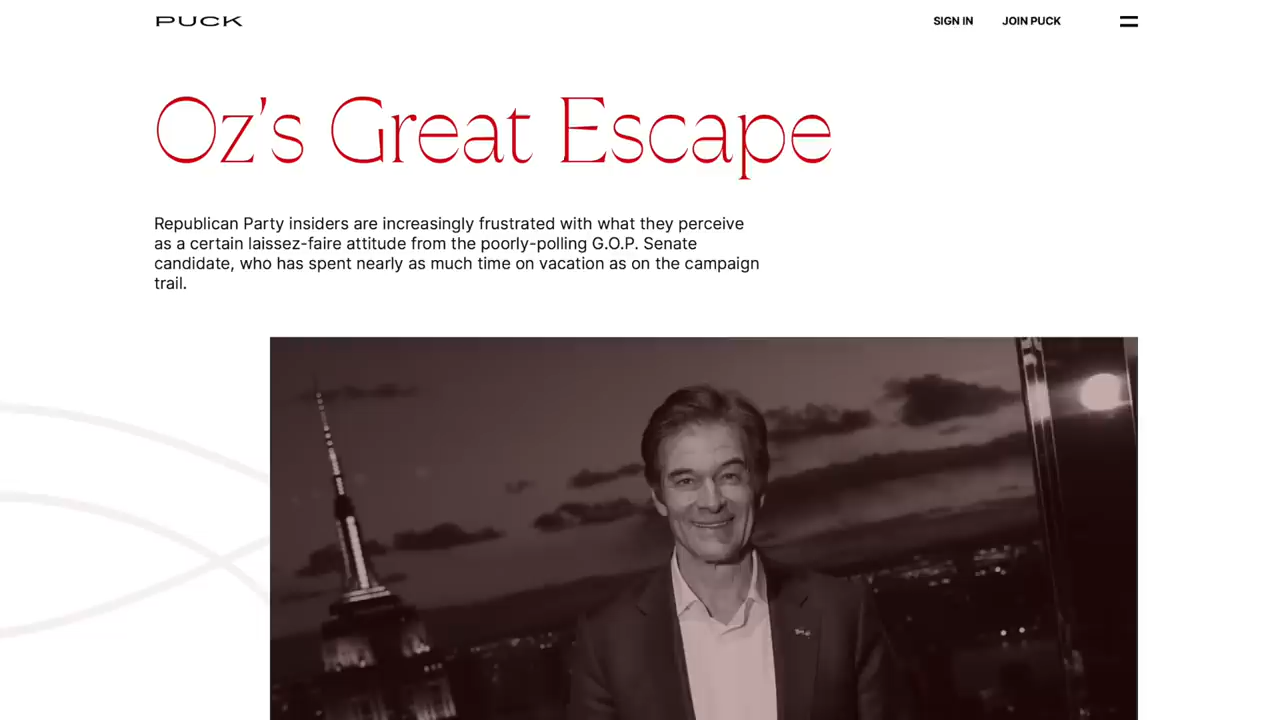 PUCK
SIGN IN
JOIN PUCK
Oz’s Great Escape
Republican Party insiders are increasingly frustrated with what they perceive
as a certain laissez-faire attitude from the poorly-polling G.O.P. Senate
candidate, who has spent nearly as much time on vacation as on the campaign
trail.